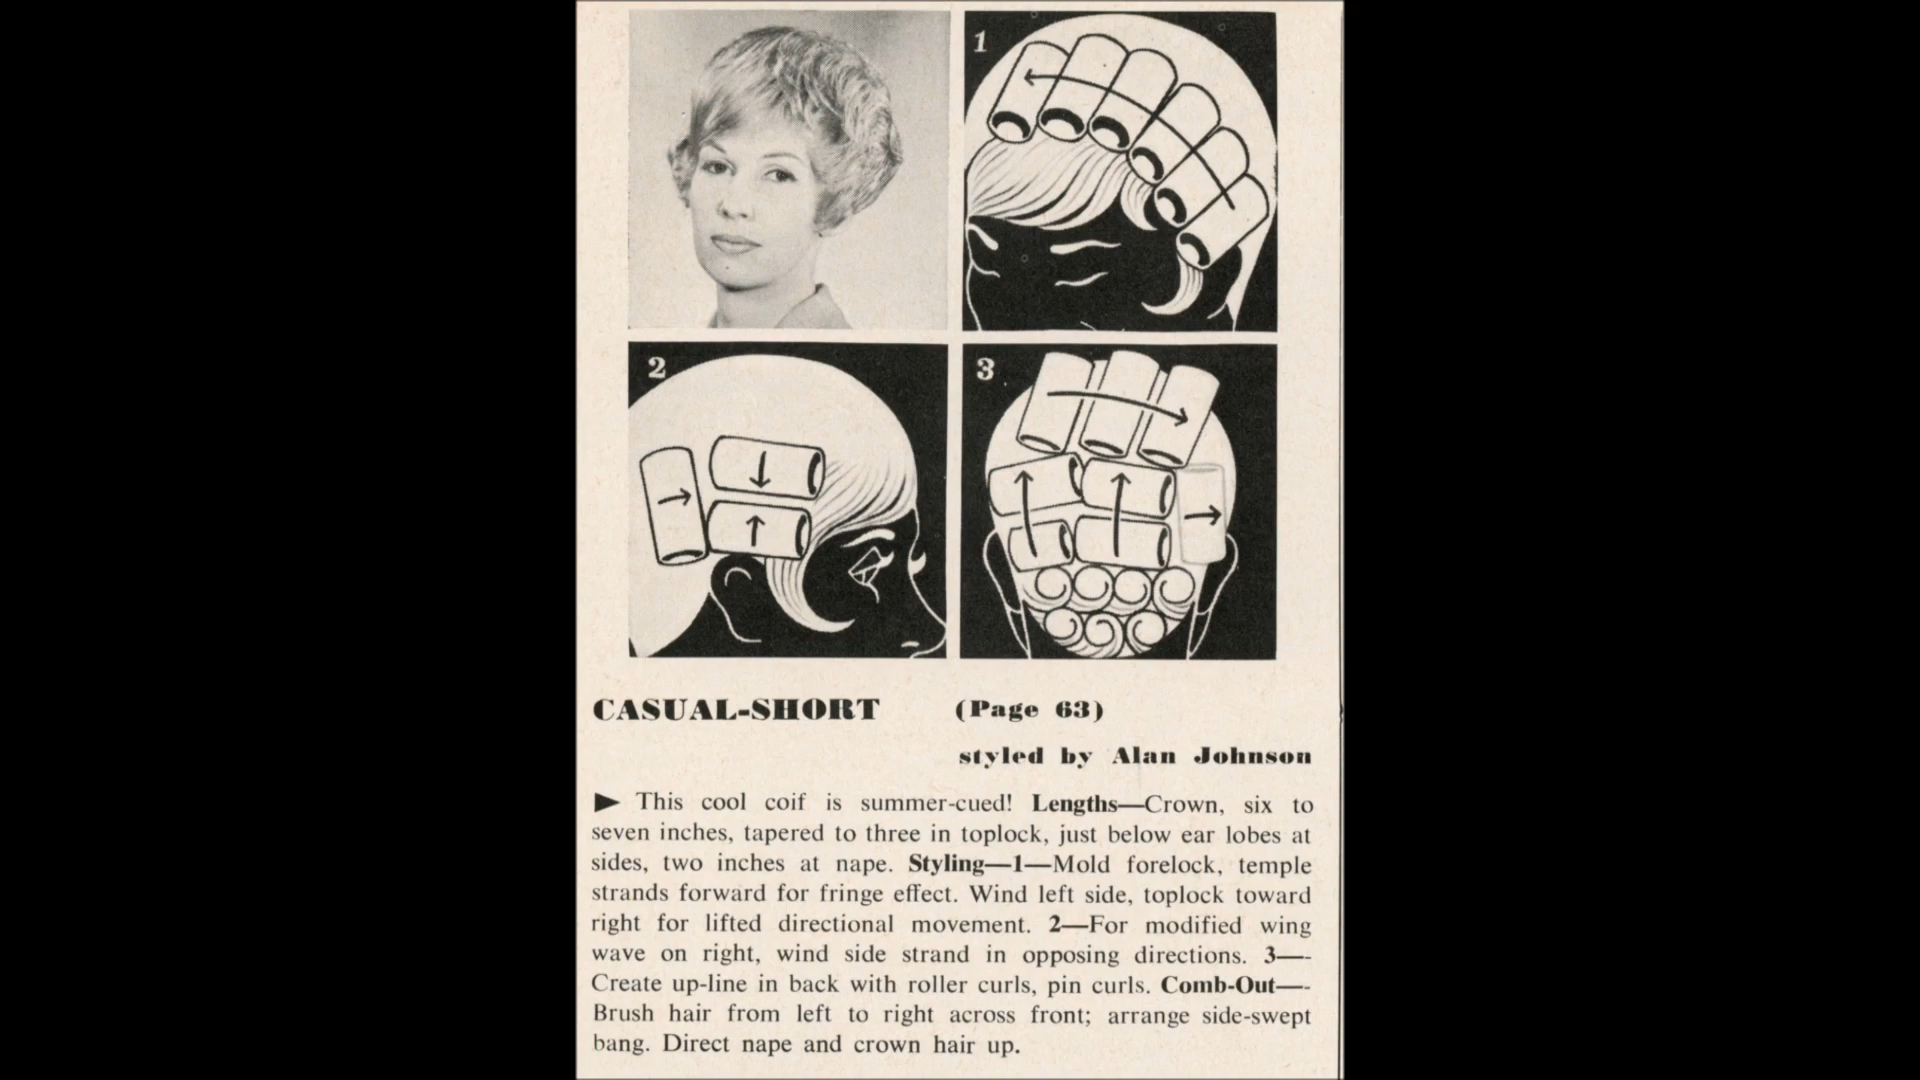 1
2
3
CASUAL-SHORT (Page 63)
styled by Alan Johnson
► This cool coif is summer-cued! Lengths—Crown, six to
seven inches, tapered to three in toplock, just below ear lobes at
sides, two inches at nape. Styling—1—Mold forelock, temple
strands forward for fringe effect. Wind left side, toplock toward
right for lifted directional movement. 2—For modified wing
wave on right, wind side strand in opposing directions. 3—-
Create up-line in back with roller curls, pin curls. Comb-Out—-
Brush hair from left to right across front; arrange side-swept
bang. Direct nape and crown hair up.